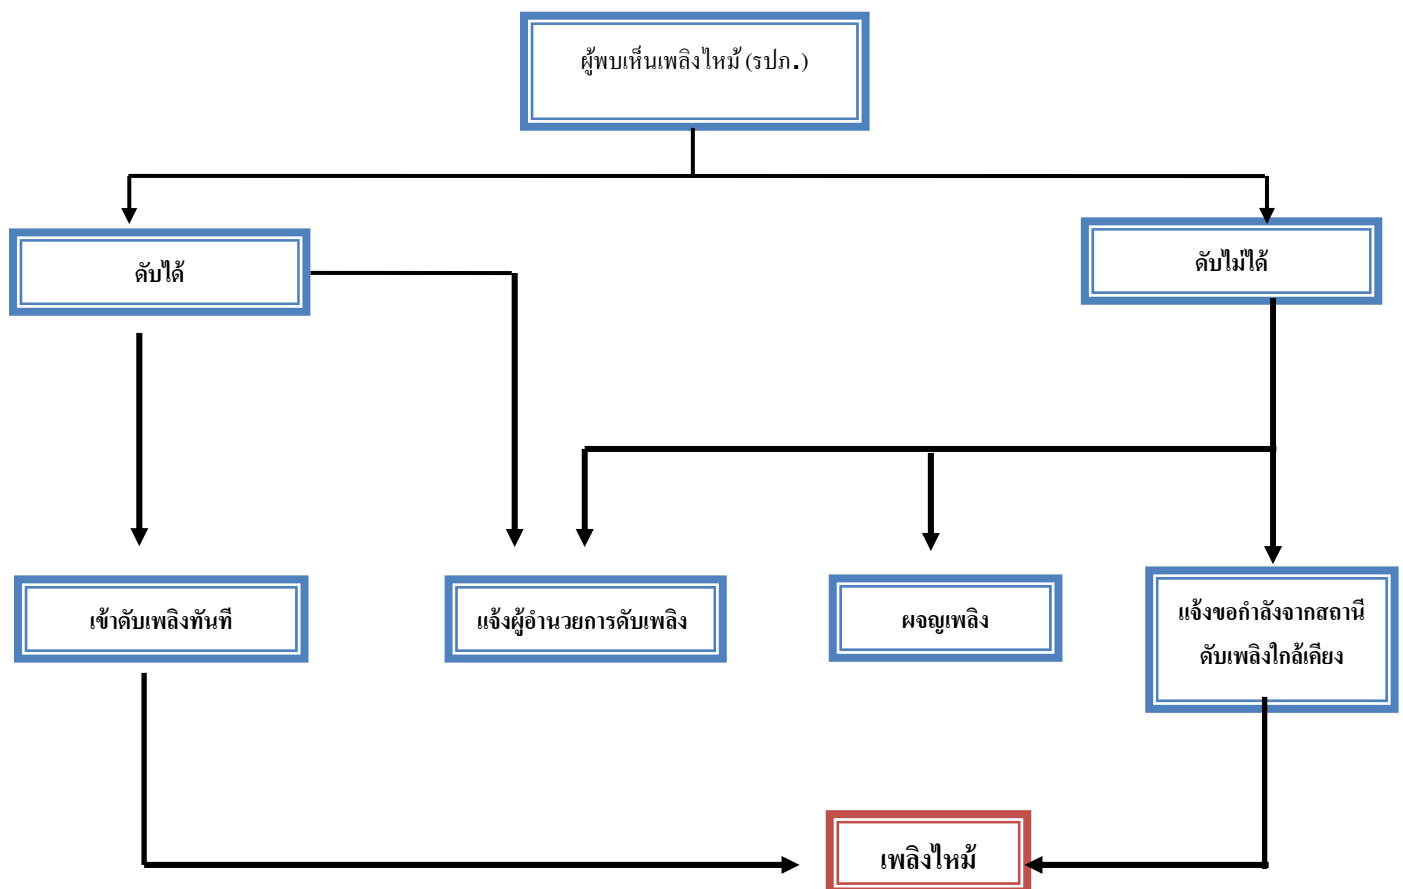 ผู้พบเห็นเพลิงไหม้ (รปภ.)
ดับได้
ดับไม่ได้
เข้าดับเพลิงทันที
แจ้งผู้อำนวยการดับเพลิง
ผจญเพลิง
แจ้งขอกำลังจากสถานี
ดับเพลิงใกล้เคียง
เพลิงไหม้